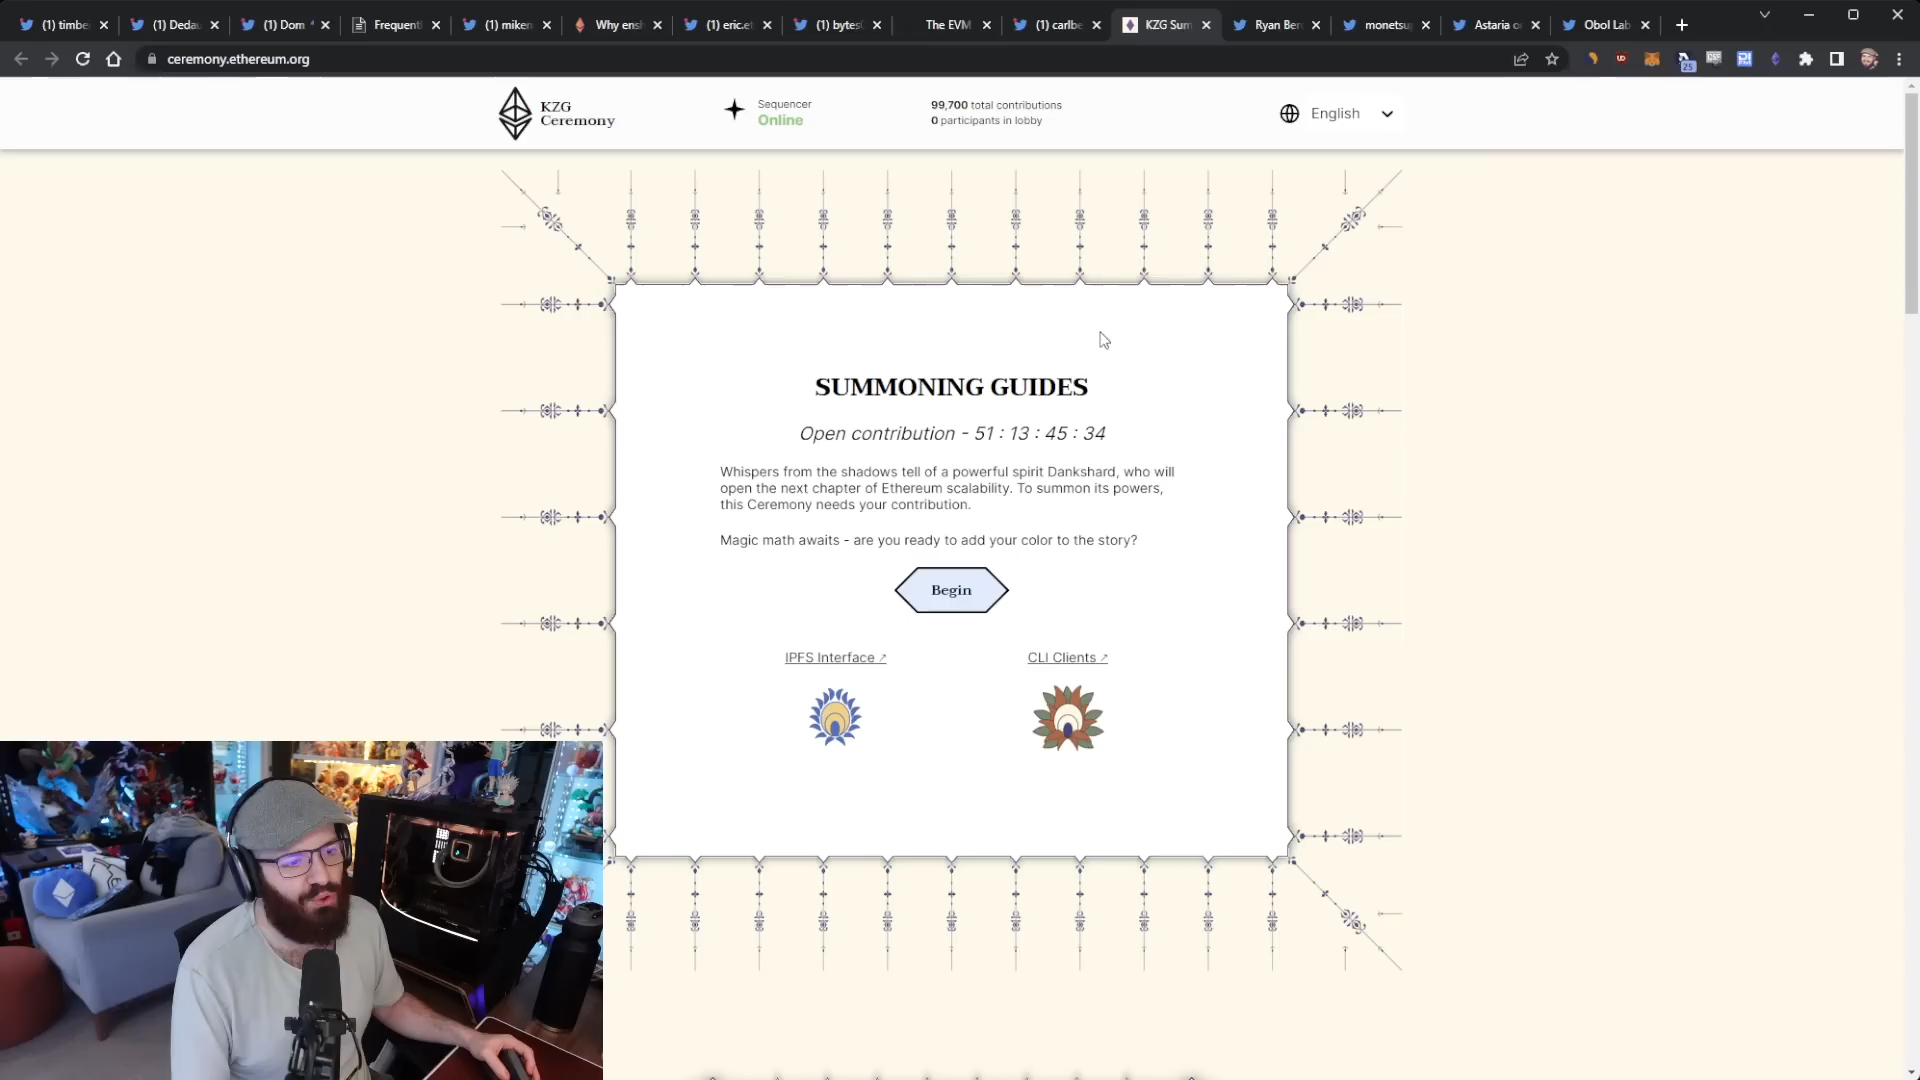 (1) timbe
(1) Deda
(1) Dom
Frequent
(1) miken
Why ens
(1) eric.e
(1) bytes
The EVM
(1) carlbe
KZG Sum
Ryan Ber
monetsu
Astaria o
Obol Lab
ceremony.ethereum.org
25
KZG
Ceremony
Sequencer
Online
99,700 total contributions
0 participants in lobby
English
SUMMONING GUIDES
Open contribution - 51 : 13 : 45 : 34
Whispers from the shadows tell of a powerful spirit Dankshard, who will
open the next chapter of Ethereum scalability. To summon its powers,
this Ceremony needs your contribution.
Magic math awaits - are you ready to add your color to the story?
Begin
IPFS Interface ↗
CLI Clients ↗